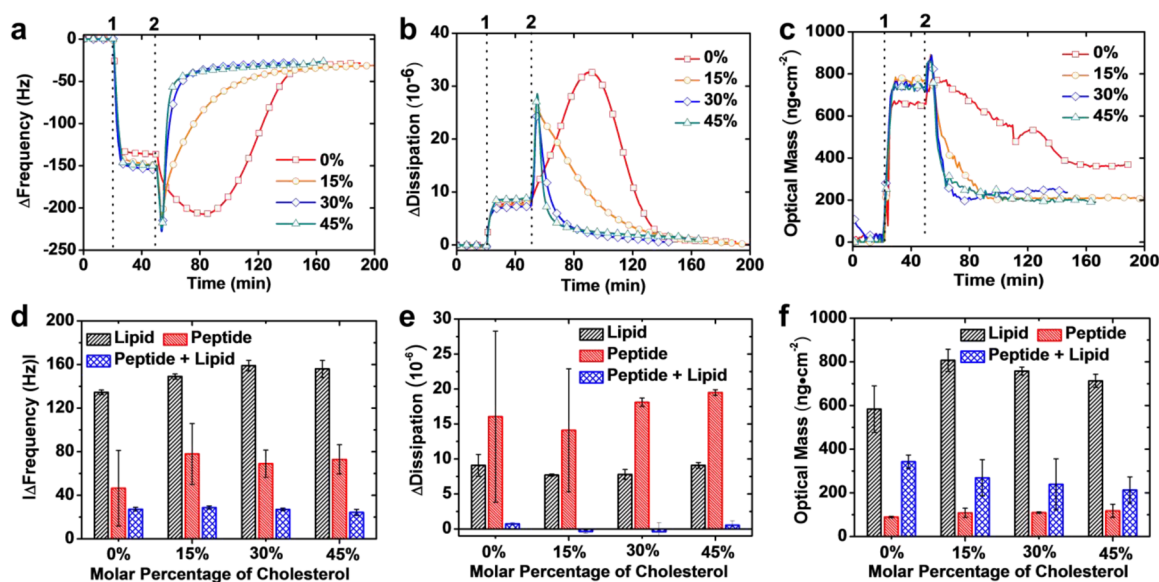 a
1 2
0
-50
-100
-150
-200
-250
ΔFrequency (Hz)
0%
15%
30%
45%
0 40 80 120 160 200
Time (min)
b
1 2
40
30
20
10
0
ΔDissipation (10⁻⁶)
0%
15%
30%
45%
0 40 80 120 160 200
Time (min)
c
1 2
1000
800
600
400
200
0
Optical Mass (ng•cm⁻²)
0%
15%
30%
45%
0 40 80 120 160 200
Time (min)
d
200
160
120
80
40
0
|ΔFrequency (Hz)|
Lipid Peptide
Peptide + Lipid
0% 15% 30% 45%
Molar Percentage of Cholesterol
e
30
25
20
15
10
5
0
ΔDissipation (10⁻⁶)
Lipid
Peptide
Peptide + Lipid
0% 15% 30% 45%
Molar Percentage of Cholesterol
f
1000
800
600
400
200
0
Optical Mass (ng•cm⁻²)
Lipid Peptide
Peptide + Lipid
0% 15% 30% 45%
Molar Percentage of Cholesterol